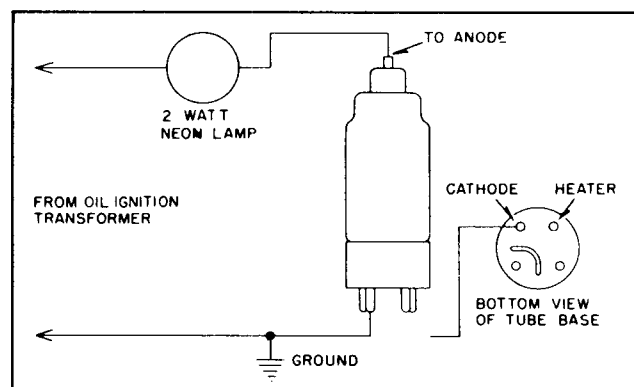 TO ANODE
2 WATT
NEON LAMP
FROM OIL IGNITION
TRANSFORMER
CATHODE
HEATER
BOTTOM VIEW
OF TUBE BASE
GROUND